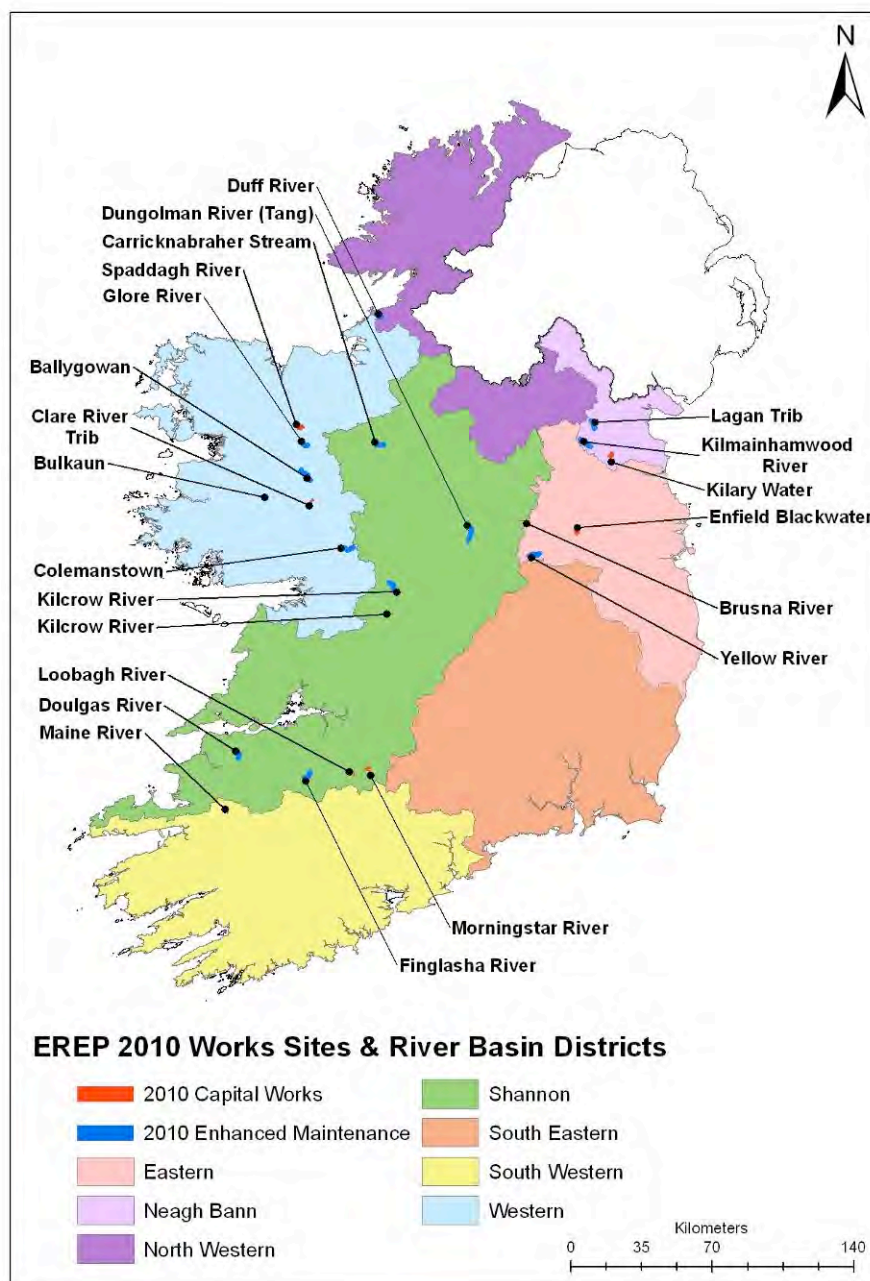 N
Duff River
Dungolman River (Tang)
Carricknabraher Stream
Spaddagh River
Glore River
Ballygowan
Clare River
Trib
Bulkaun
Colemanstown
Kilcrow River
Kilcrow River
Loobagh River
Doulgas River
Maine River
Lagan Trib
Kilmainhamwood
River
Kilary Water
Enfield Blackwater
Brusna River
Yellow River
Morningstar River
Finglasha River
EREP 2010 Works Sites & River Basin Districts
2010 Capital Works
2010 Enhanced Maintenance
Eastern
Neagh Bann
North Western
Shannon
South Eastern
South Western
Western
Kilometers
0 35 70 140